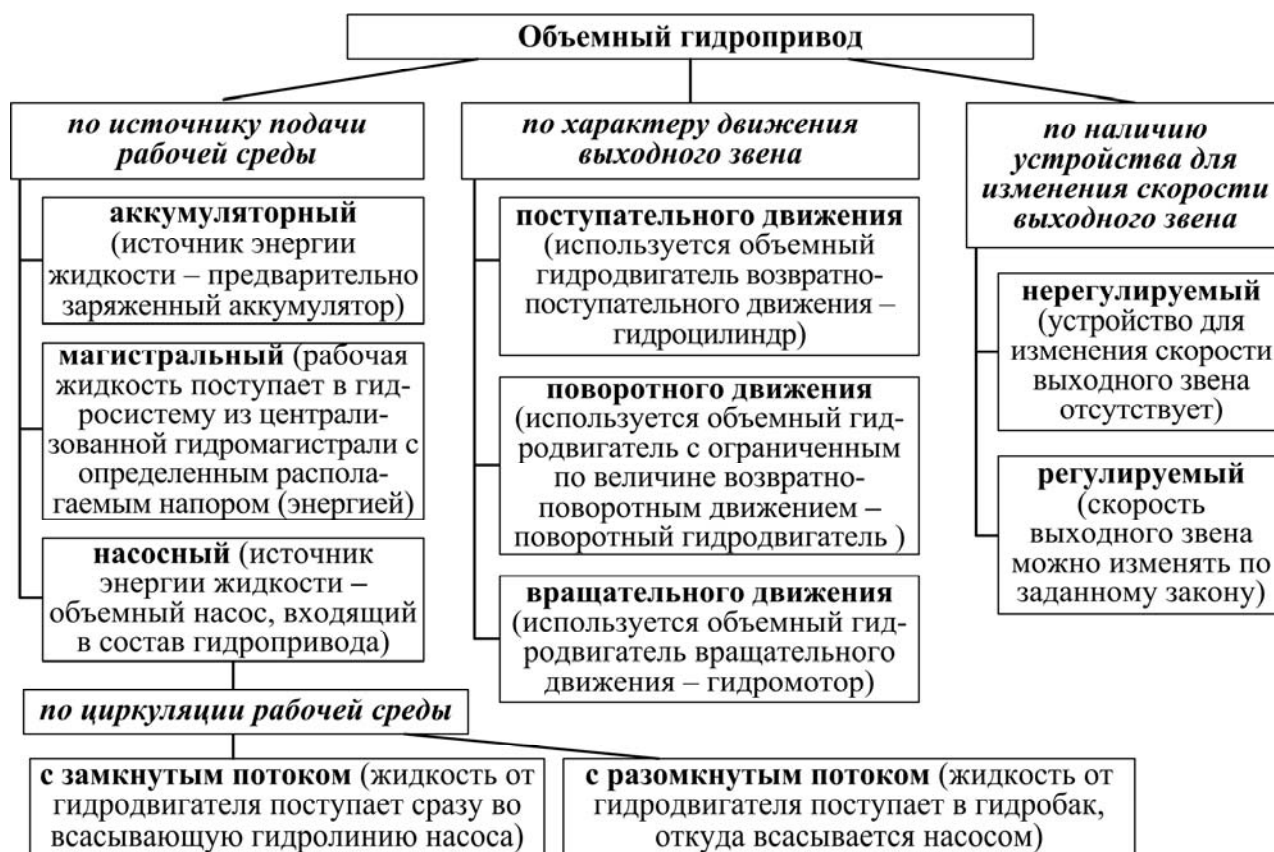 Объемный гидропривод
по источнику подачи
рабочей среды
аккумуляторный
(источник энергии
жидкости – предварительно
заряженный аккумулятор)
магистральный (рабочая
жидкость поступает в гид-
росистему из централи-
зованной гидромагистрали с
определенным распола-
гаемым напором (энергией)
насосный (источник
энергии жидкости –
объемный насос, входящий
в состав гидропривода)
по циркуляции рабочей среды
с замкнутым потоком (жидкость от
гидродвигателя поступает сразу во
всасывающую гидролинию насоса)
с разомкнутым потоком (жидкость от
гидродвигателя поступает в гидробак,
откуда всасывается насосом)
по характеру движения
выходного звена
поступательного движения
(используется объемный
гидродвигатель возвратно-
поступательного движения –
гидроцилиндр)
поворотного движения
(используется объемный гид-
родвигатель с ограниченным
по величине возвратно-
поворотным движением –
поворотный гидродвигатель )
вращательного движения
(используется объемный гид-
родвигатель вращательного
движения – гидромотор)
по наличию
устройства для
изменения скорости
выходного звена
нерегулируемый
(устройство для
изменения скорости
выходного звена
отсутствует)
регулируемый
(скорость
выходного звена
можно изменять по
заданному закону)